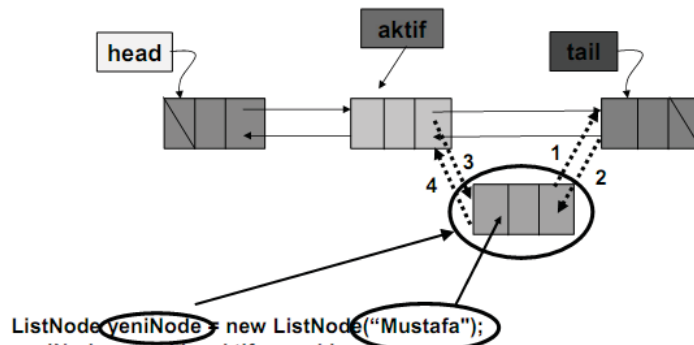 aktif
head
tail
1
3
2
4
ListNode yeniNode = new ListNode(“Mustafa");